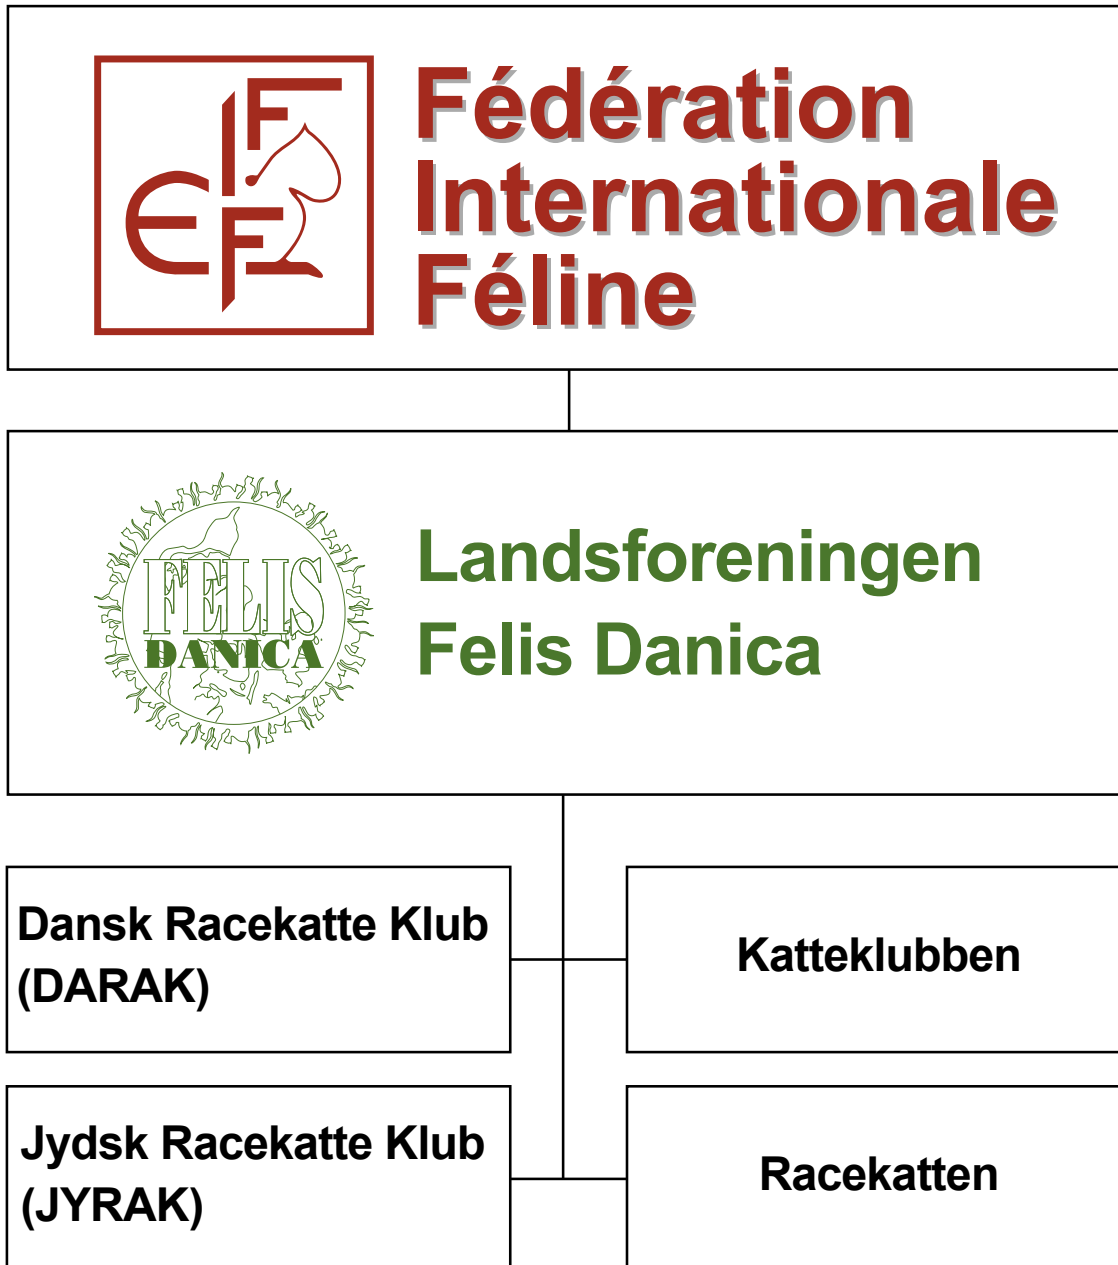 FIFE
Fédération
Internationale
Féline
FELIS
DANICA
Landsforeningen
Felis Danica
Dansk Racekatte Klub
(DARAK)
Katteklubben
Jydsk Racekatte Klub
(JYRAK)
Racekatten